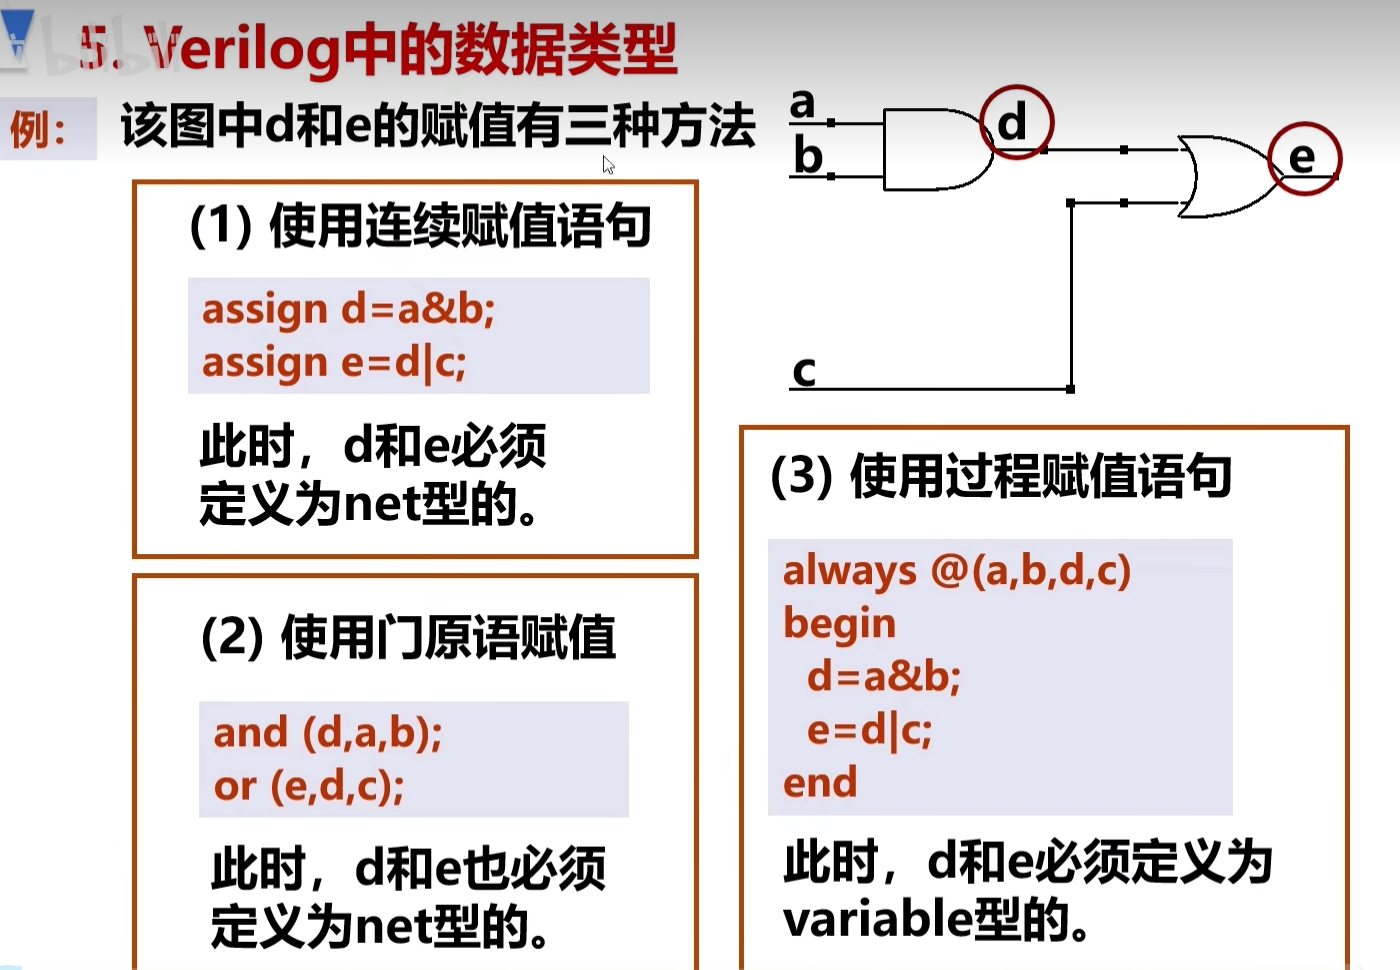 bilibili
5. Verilog中的数据类型
例：
该图中d和e的赋值有三种方法
a
b
d
e
c
(1) 使用连续赋值语句
assign d=a&b;
assign e=d|c;
此时，d和e必须
定义为net型的。
(2) 使用门原语赋值
and (d,a,b);
or (e,d,c);
此时，d和e也必须
定义为net型的。
(3) 使用过程赋值语句
always @(a,b,d,c)
begin
d=a&b;
e=d|c;
end
此时，d和e必须定义为
variable型的。